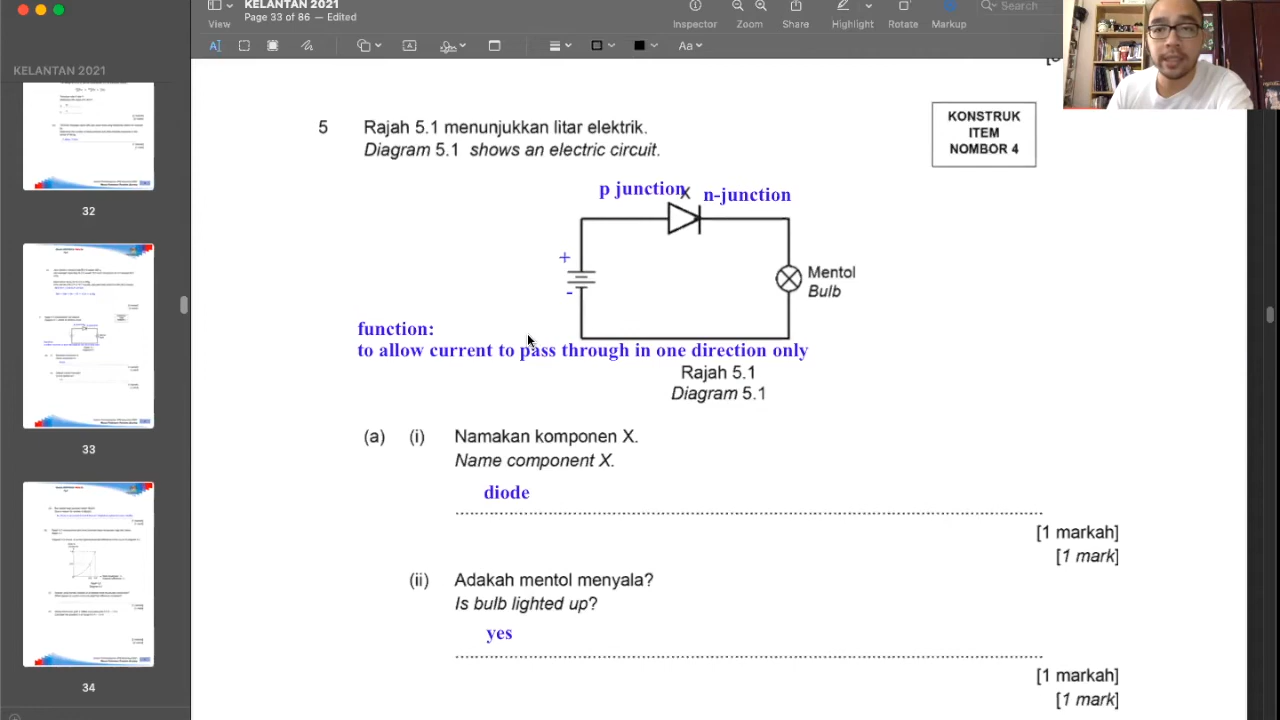 KELANTAN 2021
Page 33 of 86 — Edited
View
Inspector
Zoom
Share
Highlight
Rotate
Markup
Search
Aa
KELANTAN 2021
32
33
34
5 Rajah 5.1 menunjukkan litar elektrik.
Diagram 5.1 shows an electric circuit.
KONSTRUK
ITEM
NOMBOR 4
p junction
X
n-junction
+
-
Mentol
Bulb
function:
to allow current to pass through in one direction only
Rajah 5.1
Diagram 5.1
(a) (i) Namakan komponen X.
Name component X.
diode
[1 markah]
[1 mark]
(ii) Adakah mentol menyala?
Is bulb lighted up?
yes
[1 markah]
[1 mark]